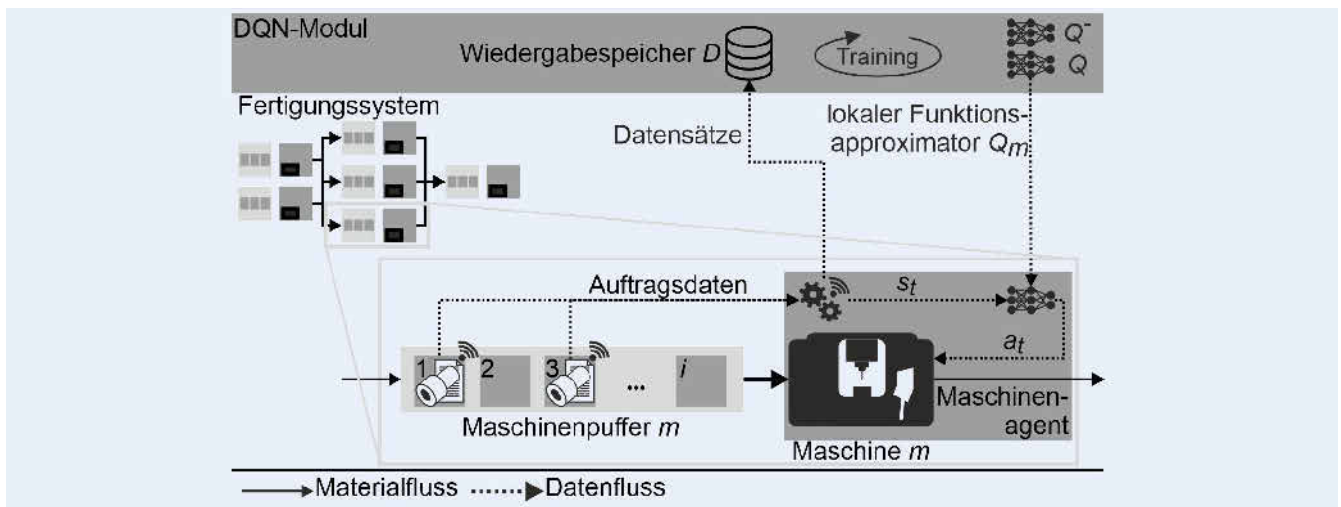 DQN-Modul
Wiedergabespeicher D
Training
Q⁻
Q
Fertigungssystem
Datensätze
lokaler Funktions-
approximator Qm
Auftragsdaten
st
at
1 2 3 ... i
Maschinenpuffer m
Maschinen-
agent
Maschine m
Materialfluss
Datenfluss